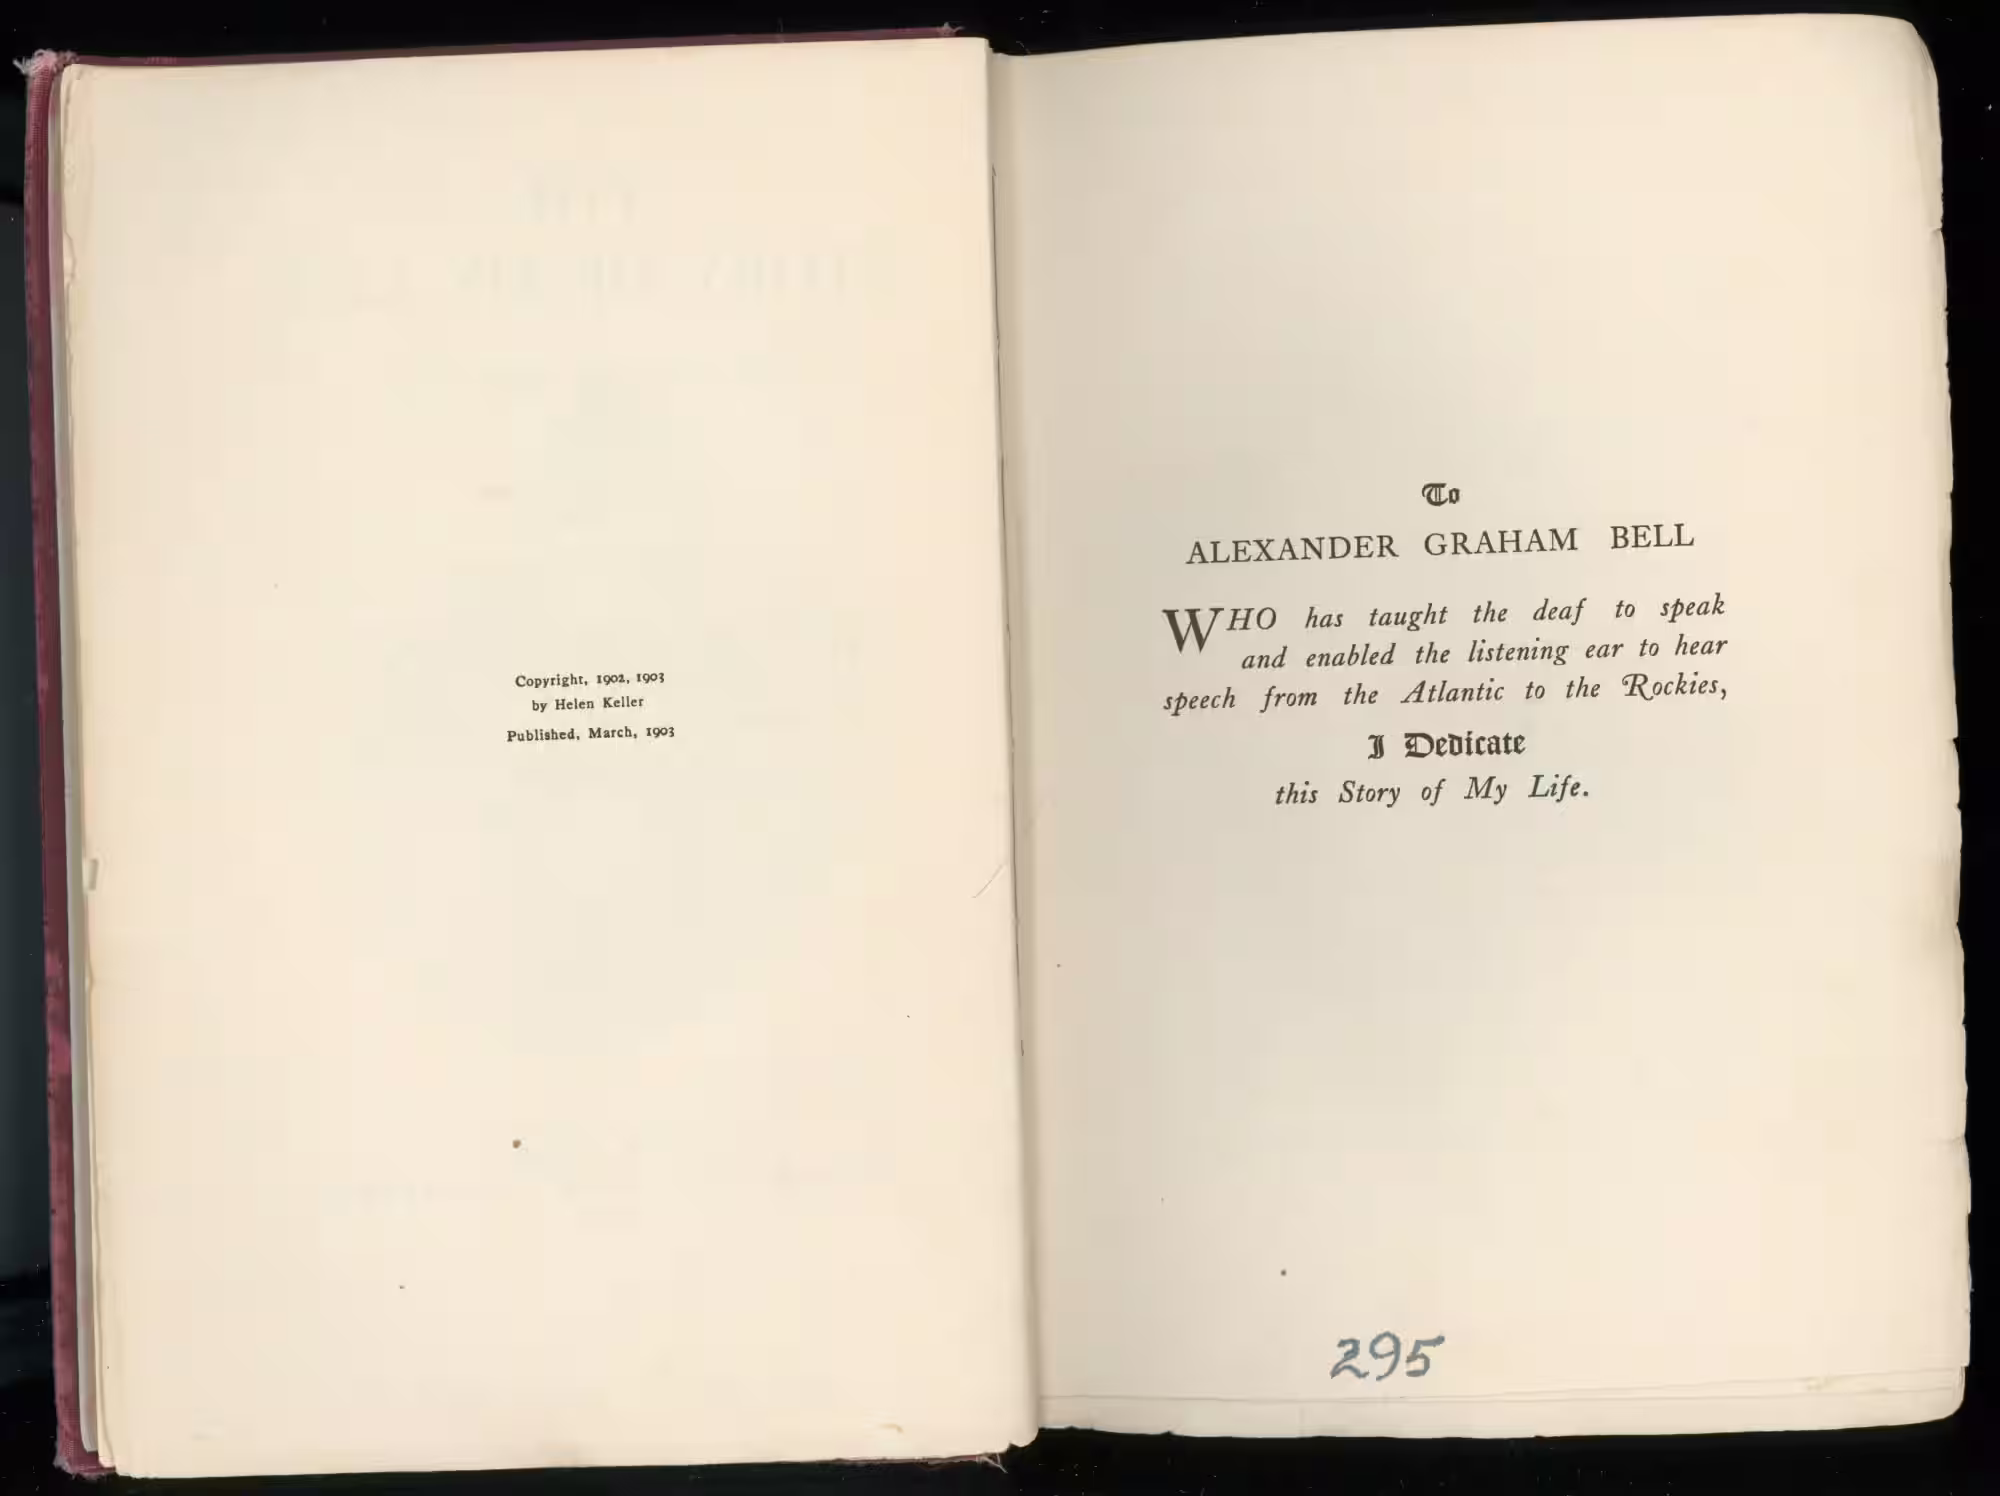 Copyright, 1902, 1903
by Helen Keller
Published, March, 1903
To
ALEXANDER GRAHAM BELL
WHO has taught the deaf to speak
and enabled the listening ear to hear
speech from the Atlantic to the Rockies,
I Dedicate
this Story of My Life.
295